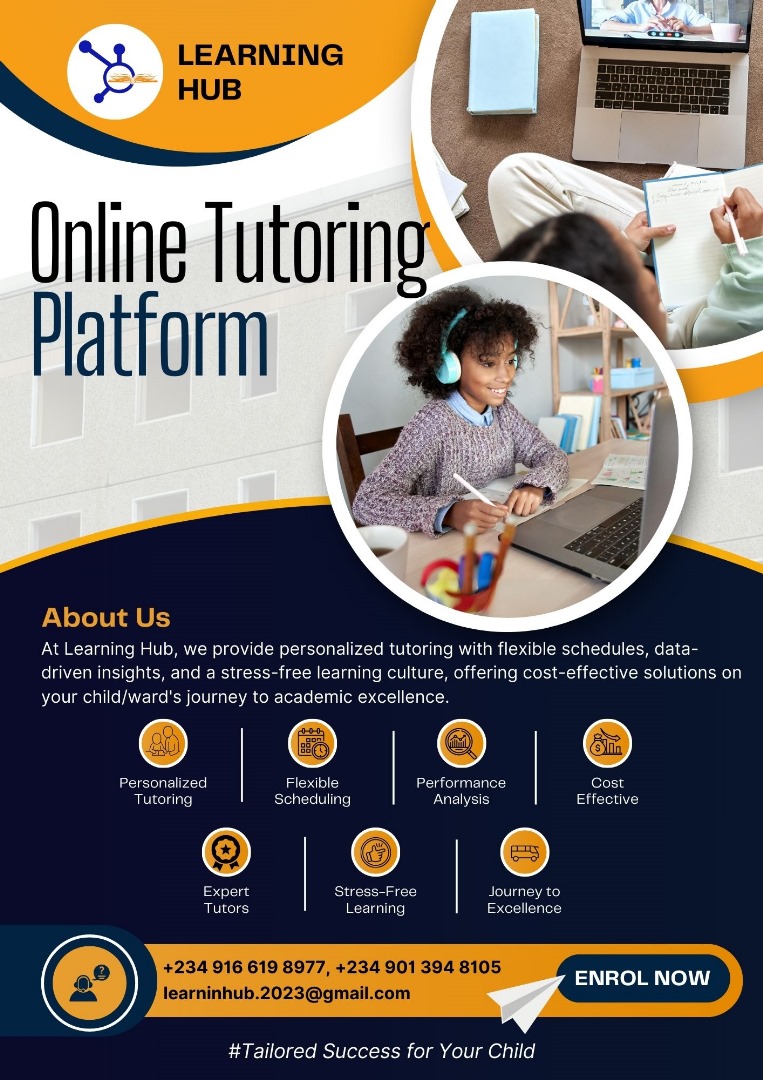 LEARNING
HUB
Online Tutoring
Platform
About Us
At Learning Hub, we provide personalized tutoring with flexible schedules, data-
driven insights, and a stress-free learning culture, offering cost-effective solutions on
your child/ward's journey to academic excellence.
Personalized
Tutoring
Flexible
Scheduling
Performance
Analysis
Cost
Effective
Expert
Tutors
Stress-Free
Learning
Journey to
Excellence
+234 916 619 8977, +234 901 394 8105
learninhub.2023@gmail.com
ENROL NOW
#Tailored Success for Your Child